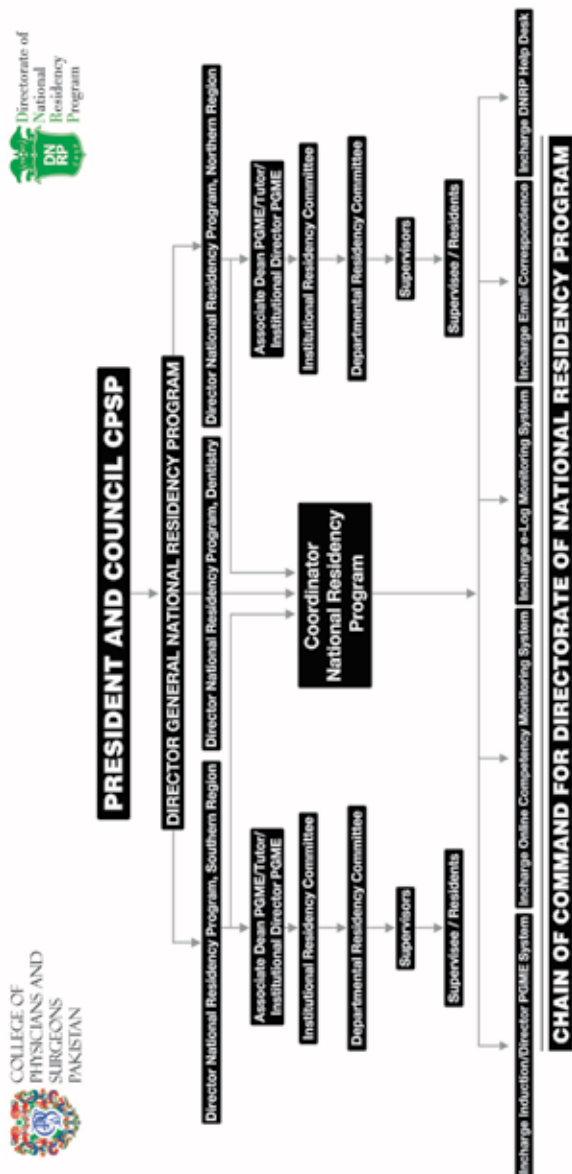 COLLEGE OF
PHYSICIANS AND
SURGEONS
PAKISTAN
Directorate of
National
Residency
Program
DN
RP
CPSP
PRESIDENT AND COUNCIL CPSP
DIRECTOR GENERAL NATIONAL RESIDENCY PROGRAM
Director National Residency Program, Southern Region
Director National Residency Program, Dentistry
Director National Residency Program, Northern Region
Associate Dean PGME/Tutor/
Institutional Director PGME
Institutional Residency Committee
Departmental Residency Committee
Supervisors
Supervisee / Residents
Coordinator
National Residency
Program
Associate Dean PGME/Tutor/
Institutional Director PGME
Institutional Residency Committee
Departmental Residency Committee
Supervisors
Supervisee / Residents
Incharge Induction/Director PGME System
Incharge Online Competency Monitoring System
Incharge e-Log Monitoring System
Incharge Email Correspondence
Incharge DNRP Help Desk
CHAIN OF COMMAND FOR DIRECTORATE OF NATIONAL RESIDENCY PROGRAM